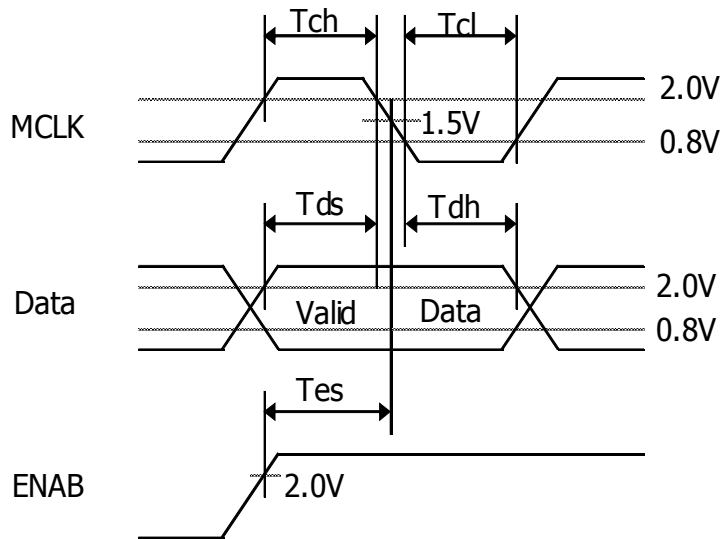 Tch Tcl
2.0V
MCLK 1.5V
0.8V
Tds Tdh
Data 2.0V
Valid Data
0.8V
Tes
ENAB 2.0V